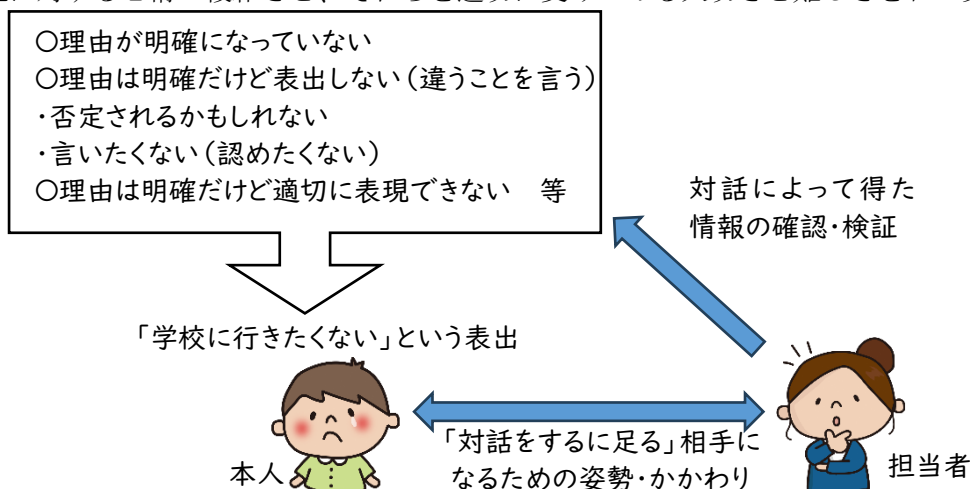 ○理由が明確になっていない
○理由は明確だけど表出しない（違うことを言う）
・否定されるかもしれない
・言いたくない（認めたくない）
○理由は明確だけど適切に表現できない　等
対話によって得た
情報の確認・検証
「学校に行きたくない」という表出
「対話をするに足る」相手に
なるための姿勢・かかわり
本人
担当者